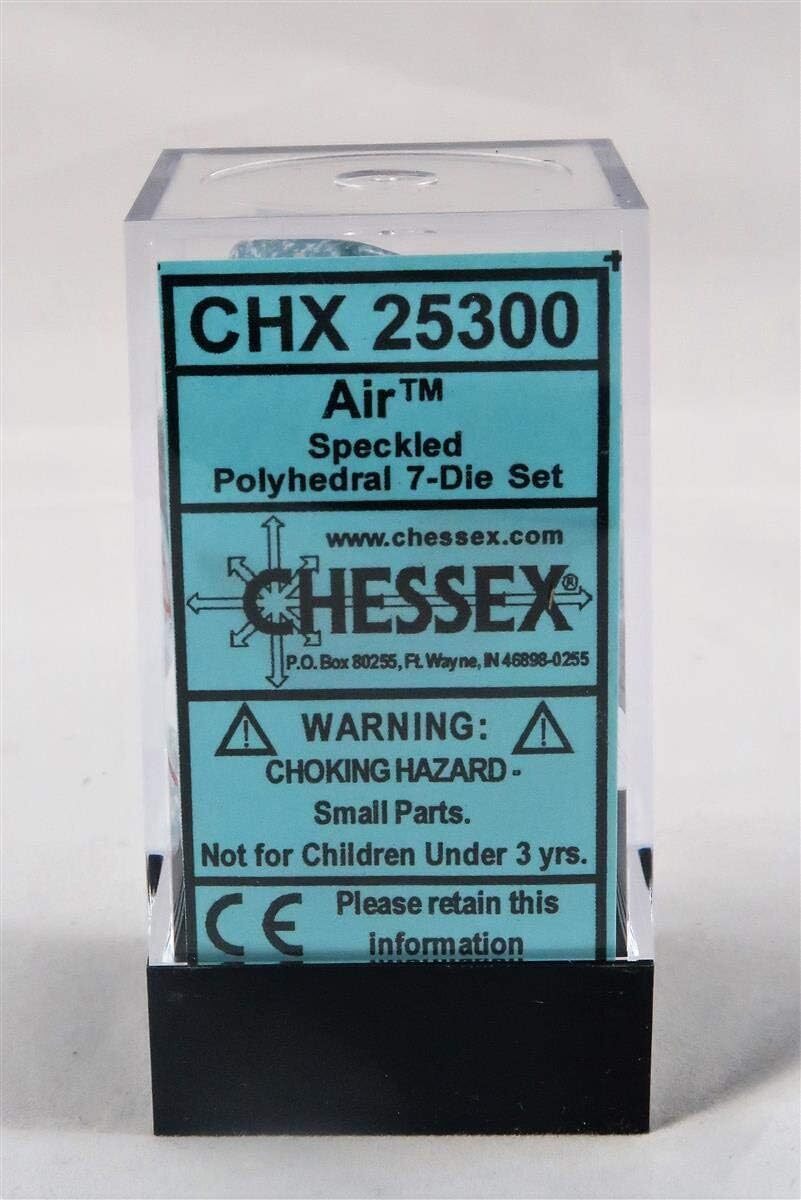 CHX 25300
Air™
Speckled
Polyhedral 7-Die Set
www.chessex.com
CHESSEX®
P.O. Box 80255, Ft. Wayne, IN 46898-0255
WARNING:
CHOKING HAZARD -
Small Parts.
Not for Children Under 3 yrs.
CE Please retain this
information